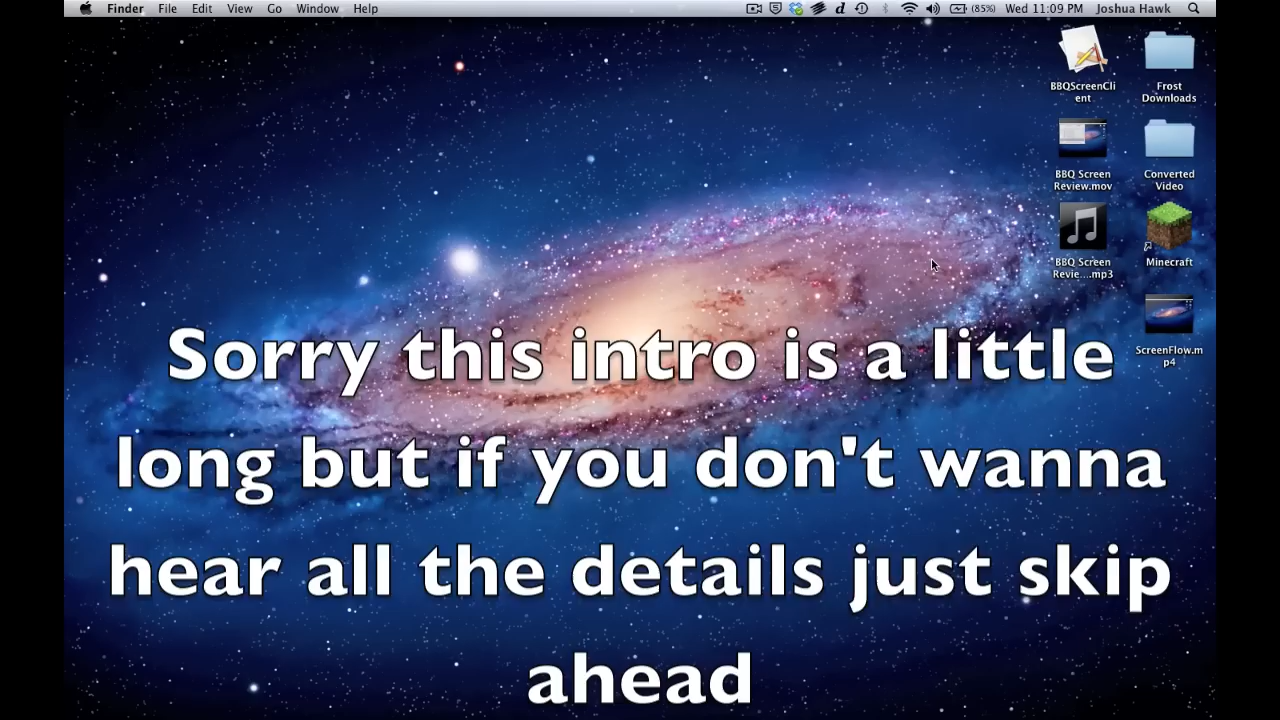 Finder File Edit View Go Window Help (85%) Wed 11:09 PM Joshua Hawk
BBQScreenCli
ent
Frost
Downloads
BBQ Screen
Review.mov
Converted
Video
BBQ Screen
Revie....mp3
Minecraft
ScreenFlow.m
p4
Sorry this intro is a little
long but if you don't wanna
hear all the details just skip
ahead